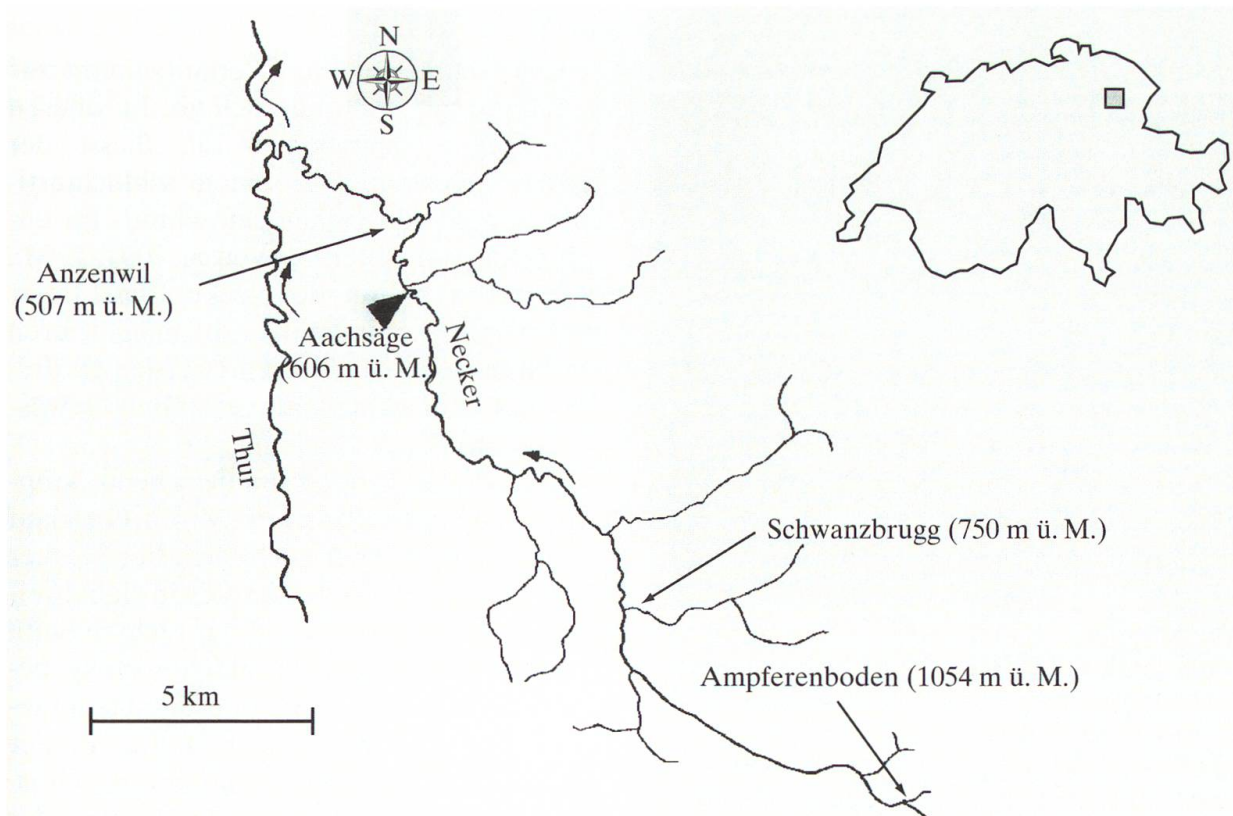 N
W E
S
Anzenwil
(507 m ü. M.)
Aachsäge
(606 m ü. M.)
Necker
Thur
Schwanzbrugg (750 m ü. M.)
Ampferenboden (1054 m ü. M.)
5 km